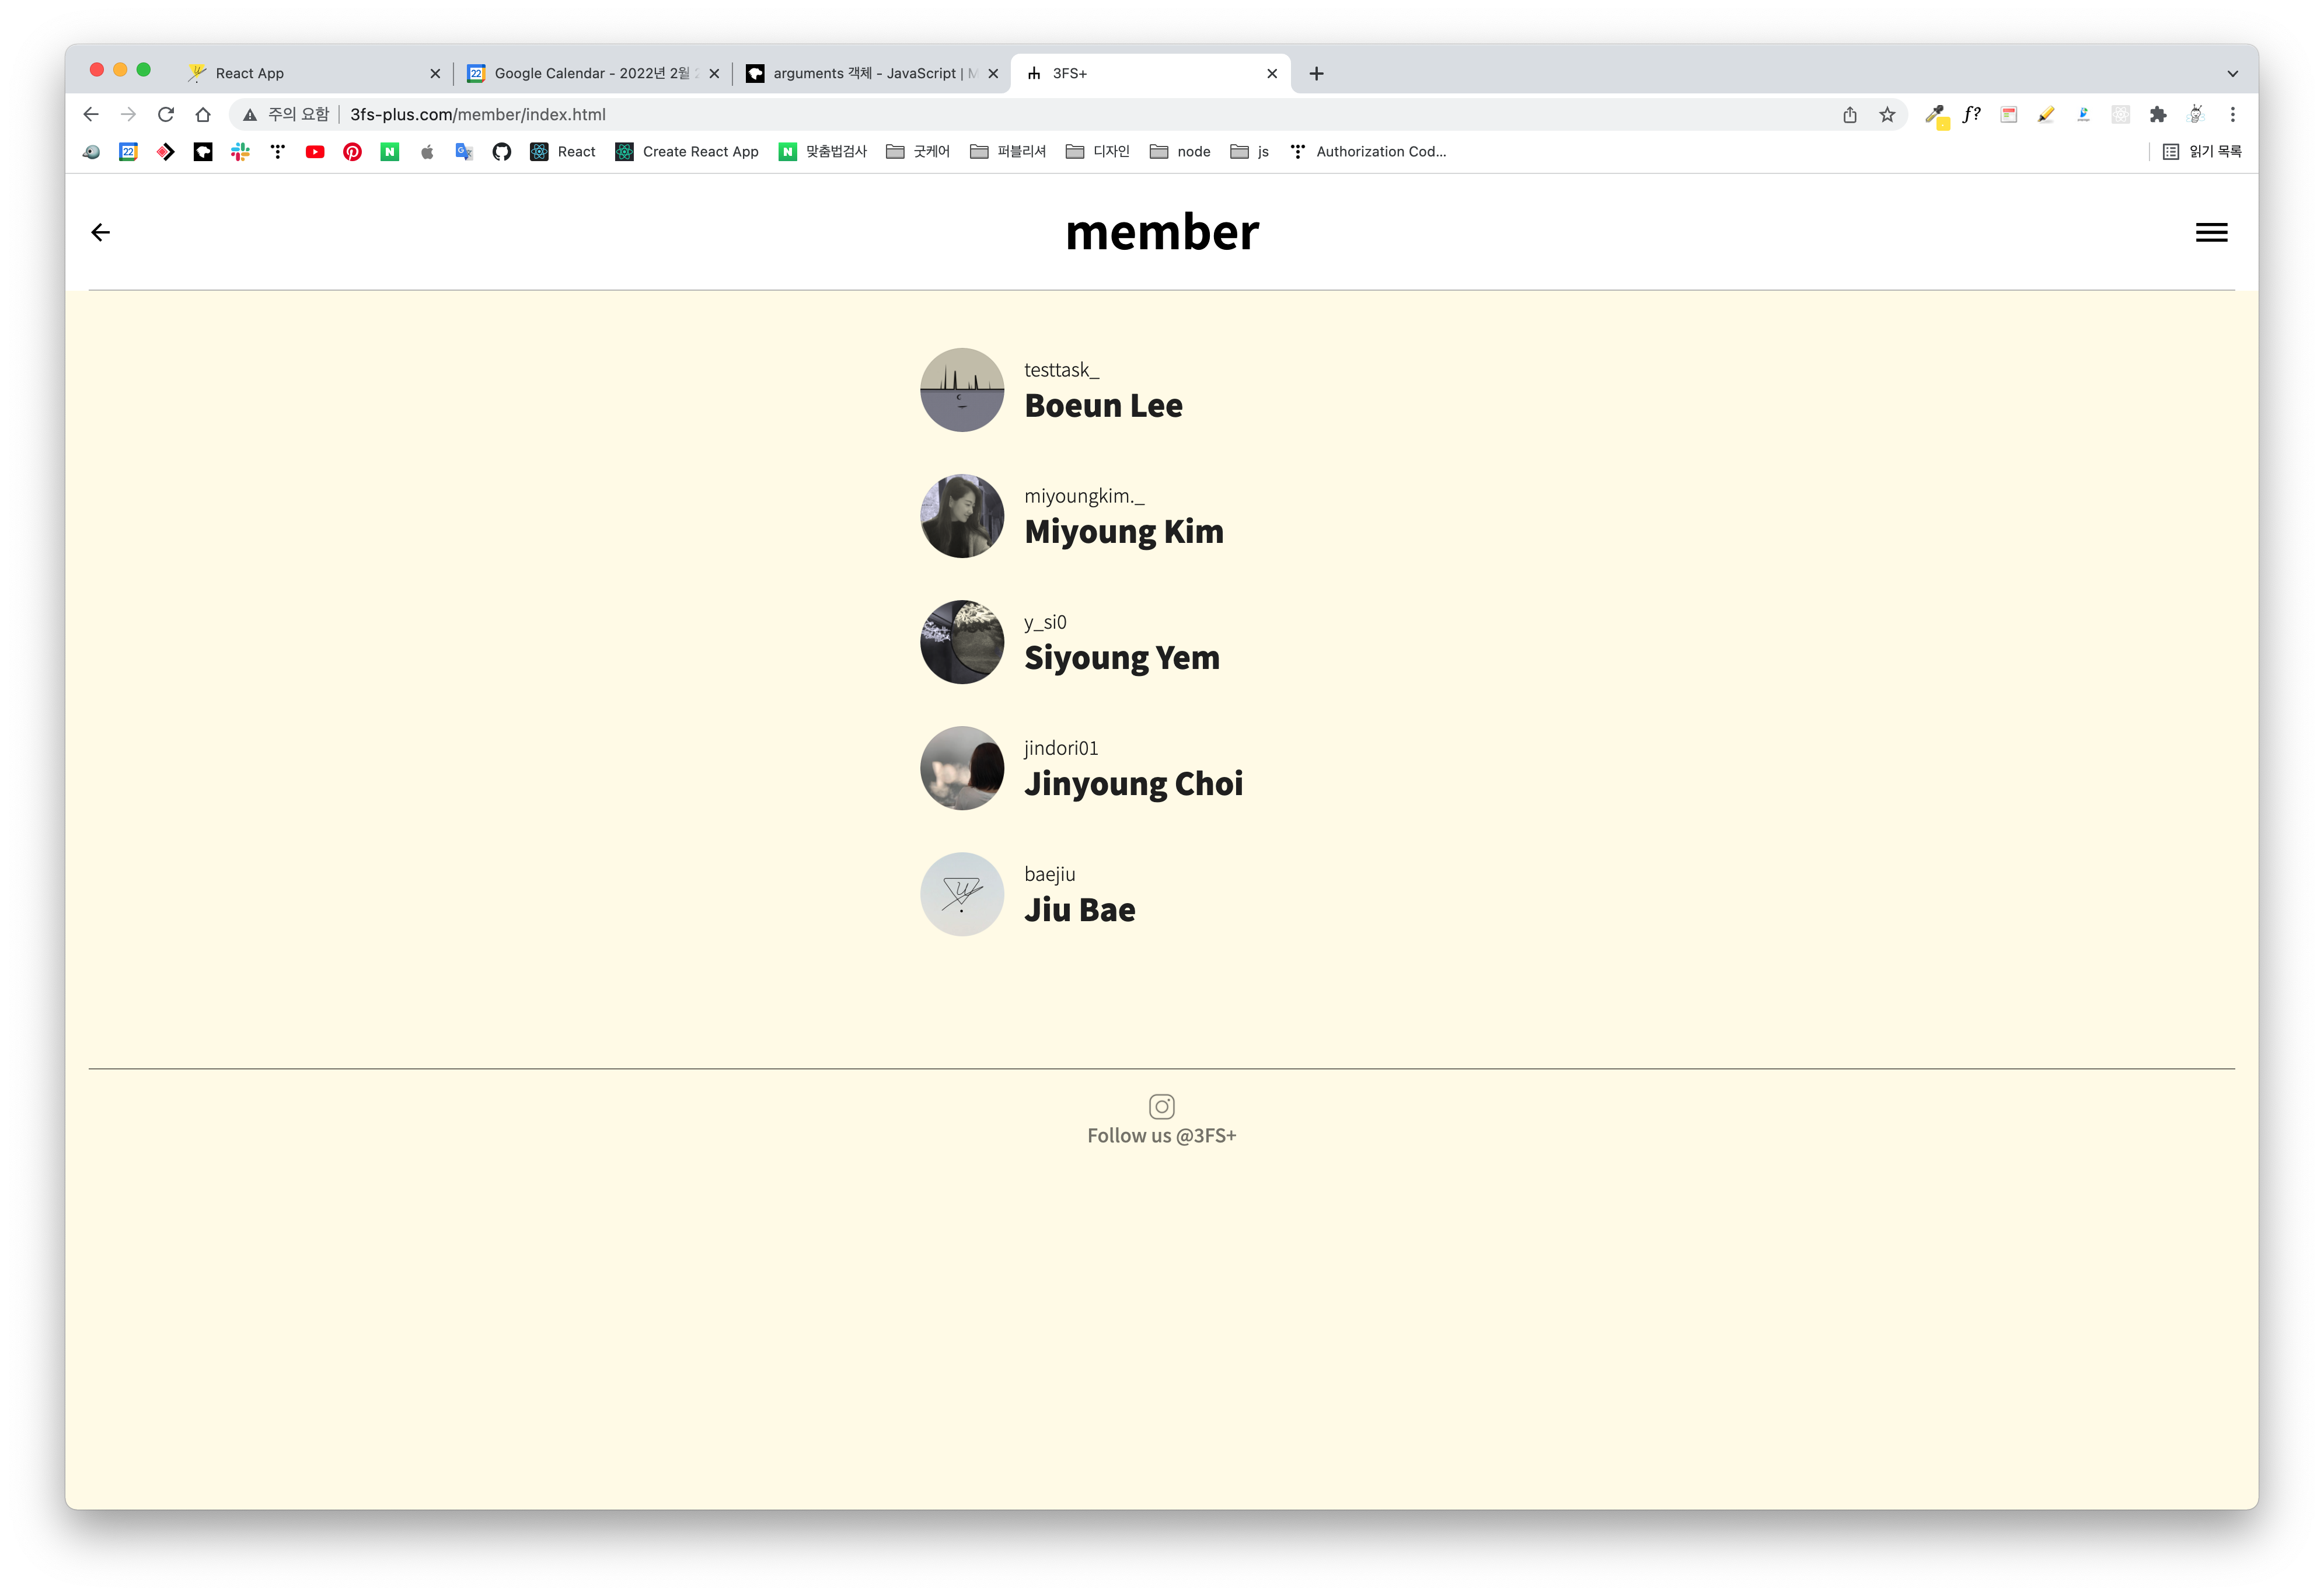 React App
Google Calendar - 2022년 2월
arguments 객체 - JavaScript | M
3FS+
주의 요함
3fs-plus.com/member/index.html
f?
22
React
Create React App
N
맞춤법검사
굿케어
퍼블리셔
디자인
node
js
Authorization Cod...
읽기 목록
member
testtask_
Boeun Lee
miyoungkim._
Miyoung Kim
y_si0
Siyoung Yem
jindori01
Jinyoung Choi
baejiu
Jiu Bae
Follow us @3FS+